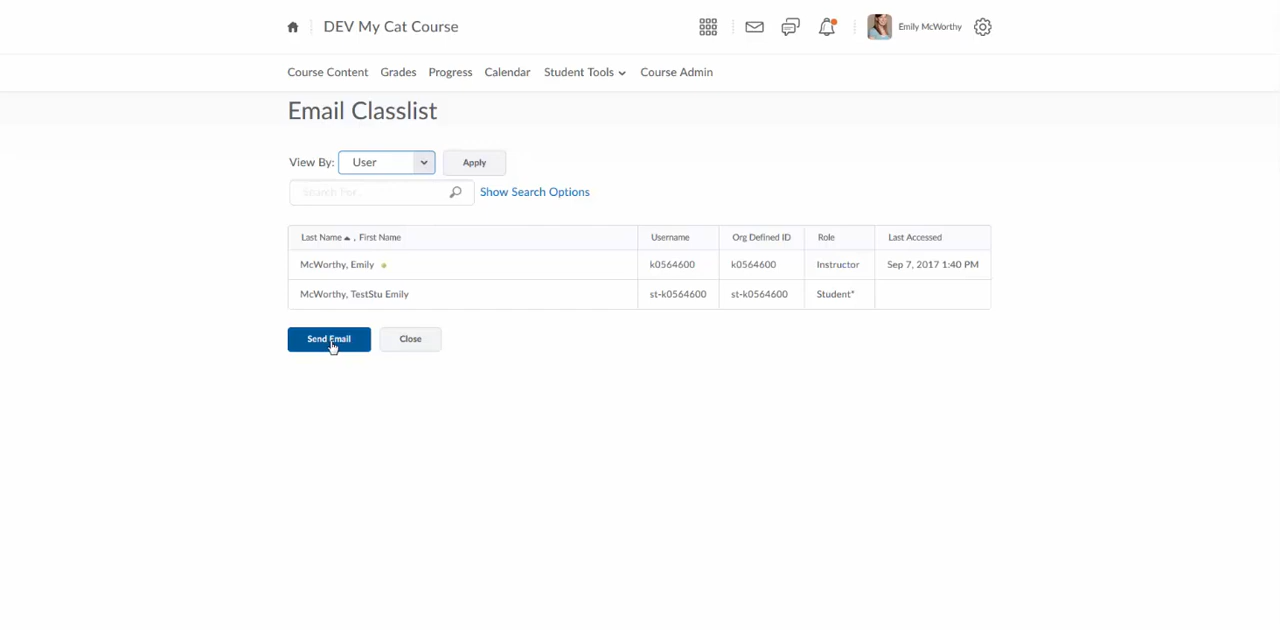 DEV My Cat Course
Emily McWorthy
Course Content Grades Progress Calendar Student Tools Course Admin
Email Classlist
View By: User Apply
Search For... Show Search Options
Last Name , First Name Username Org Defined ID Role Last Accessed
McWorthy, Emily k0564600 k0564600 Instructor Sep 7, 2017 1:40 PM
McWorthy, TestStu Emily st-k0564600 st-k0564600 Student*
Send Email Close